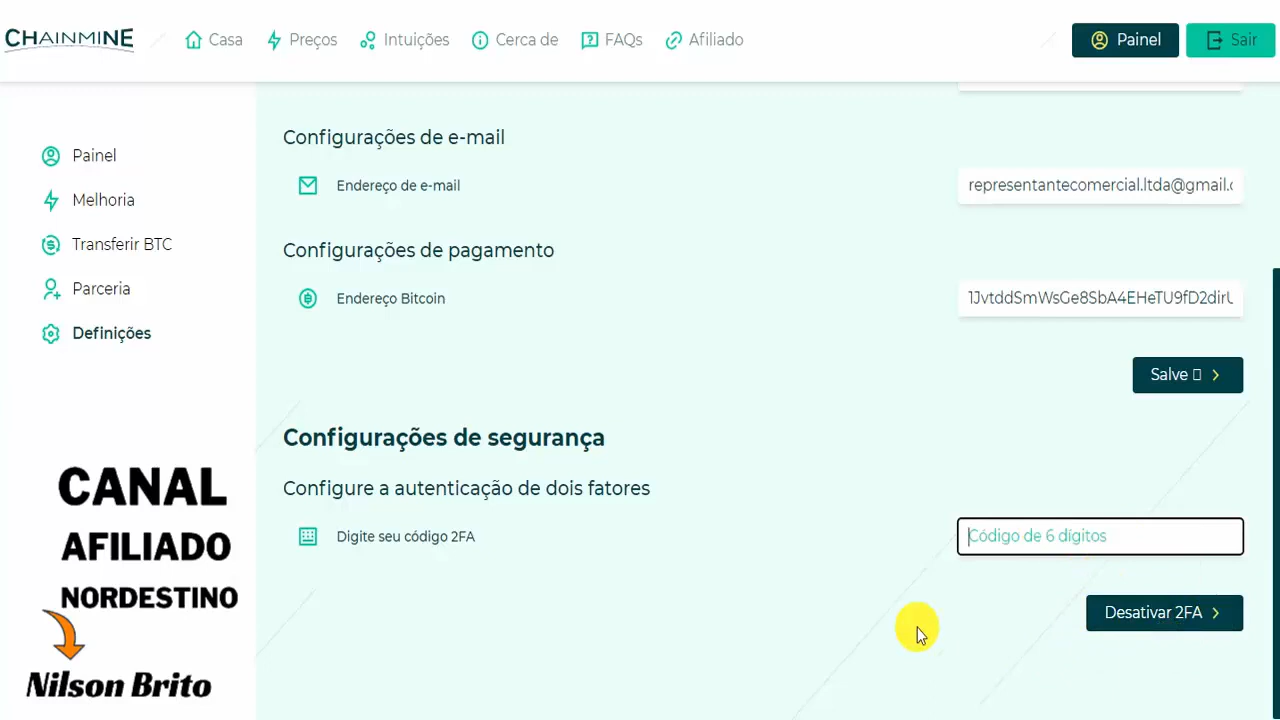 CHAINMINE
Casa
Preços
Intuições
Cerca de
FAQs
Afiliado
Painel
Sair
Painel
Melhoria
Transferir BTC
Parceria
Definições
Configurações de e-mail
Endereço de e-mail
representantecomercial.ltda@gmail.c
Configurações de pagamento
Endereço Bitcoin
1JvtddSmWsGe8SbA4EHeTU9fD2dirU
Salve
Configurações de segurança
Configure a autenticação de dois fatores
Digite seu código 2FA
Código de 6 dígitos
Desativar 2FA
CANAL
AFILIADO
NORDESTINO
Nilson Brito